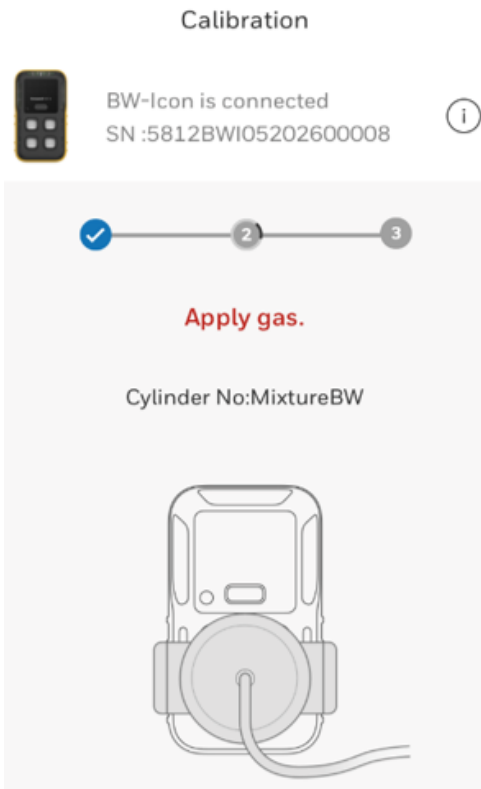 Calibration
BW-Icon is connected
SN :5812BWI05202600008
i
2
3
Apply gas.
Cylinder No:MixtureBW